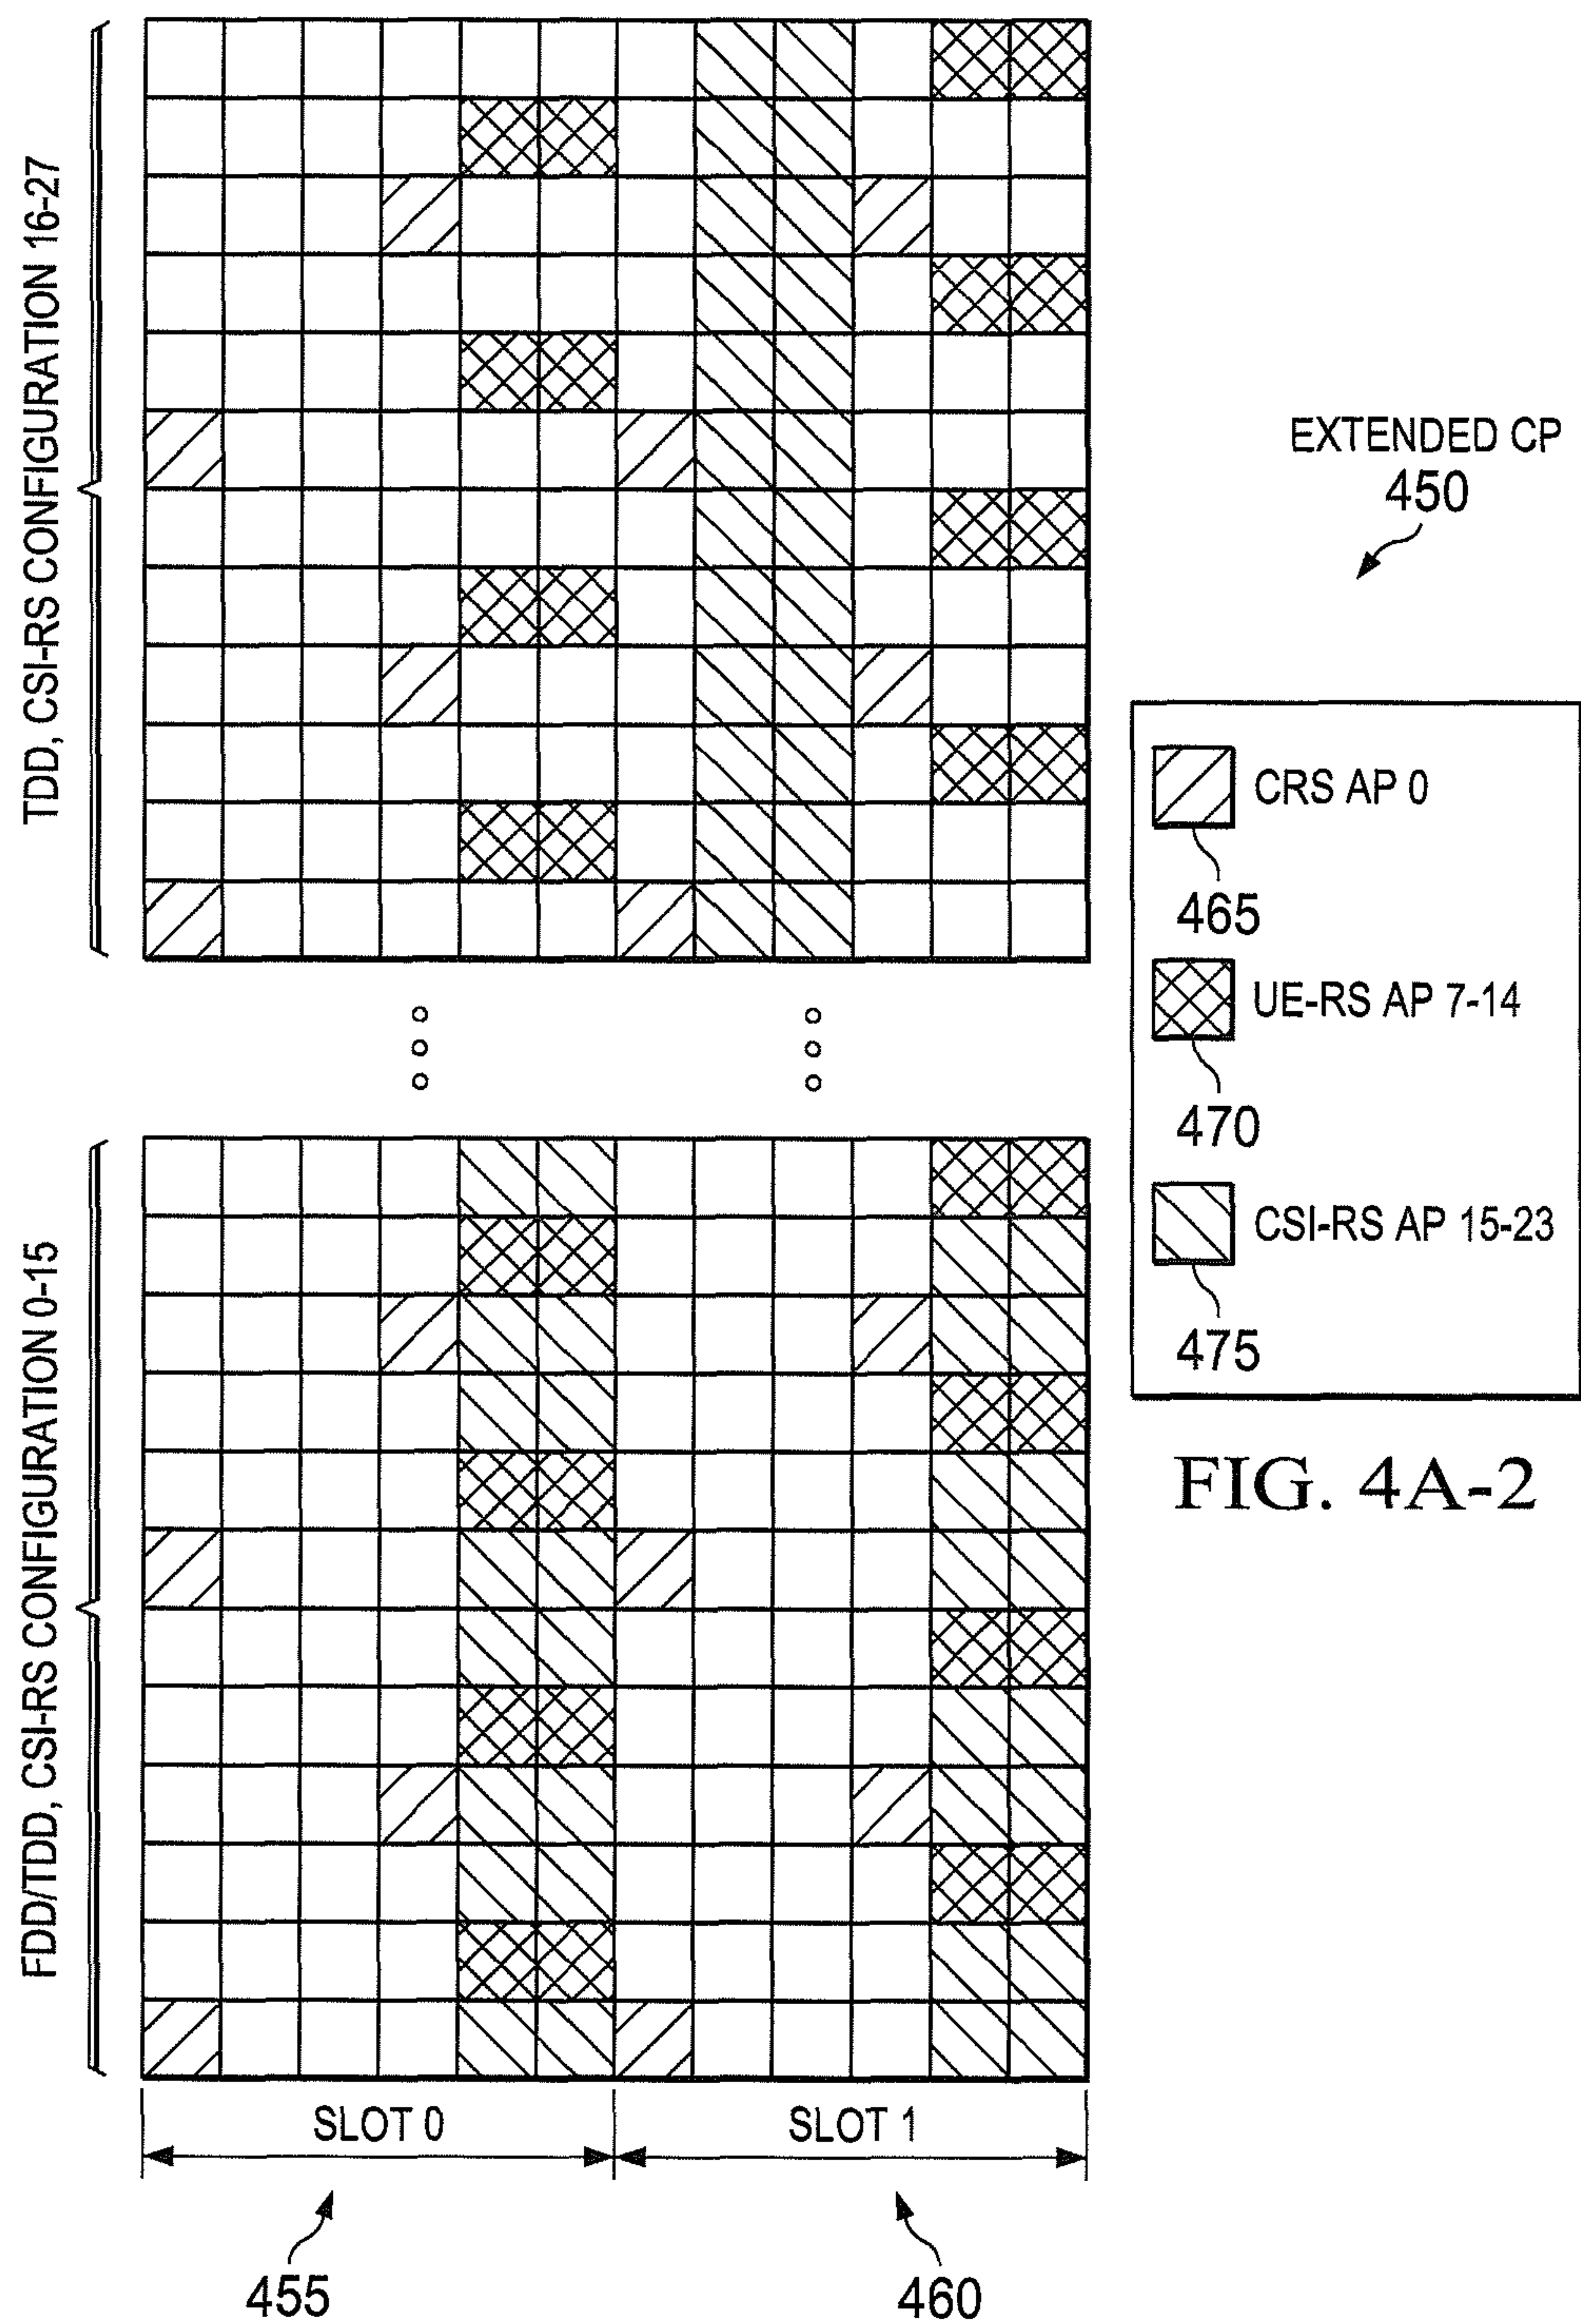 TDD, CSI-RS CONFIGURATION 16-27
EXTENDED CP
450
CRS AP 0
465
UE-RS AP 7-14
470
CSI-RS AP 15-23
475
FDD/TDD, CSI-RS CONFIGURATION 0-15
FIG. 4A-2
SLOT 0
SLOT 1
455
460